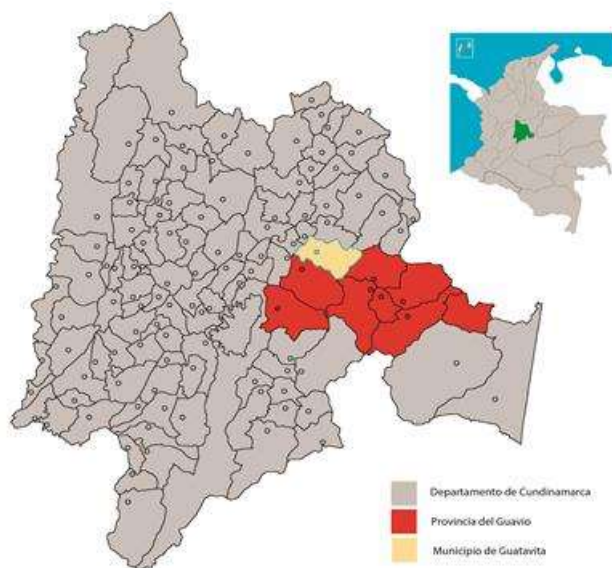 Departamento de Cundinamarca
Provincia del Guavio
Municipio de Guatavita